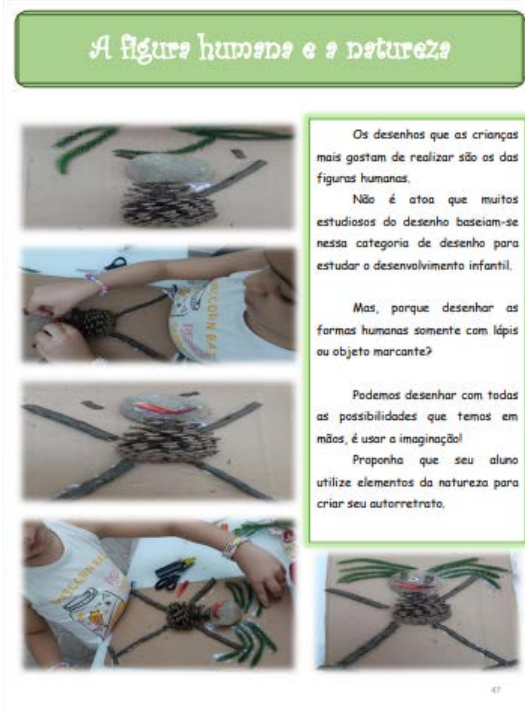 A figura humana e a natureza
Os desenhos que as crianças
mais gostam de realizar são os das
figuras humanas.
Não é atoa que muitos
estudiosos do desenho baseiam-se
nessa categoria de desenho para
estudar o desenvolvimento infantil.
Mas, porque desenhar as
formas humanas somente com lápis
ou objeto marcante?
Podemos desenhar com todas
as possibilidades que temos em
mãos, é usar a imaginação!
Proponha que seu aluno
utilize elementos da natureza para
criar seu autorretrato.
47